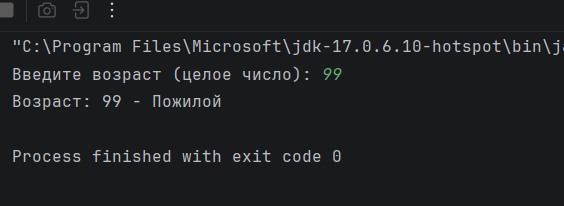 "C:\Program Files\Microsoft\jdk-17.0.6.10-hotspot\bin\ja
Введите возраст (целое число): 99
Возраст: 99 - Пожилой
Process finished with exit code 0